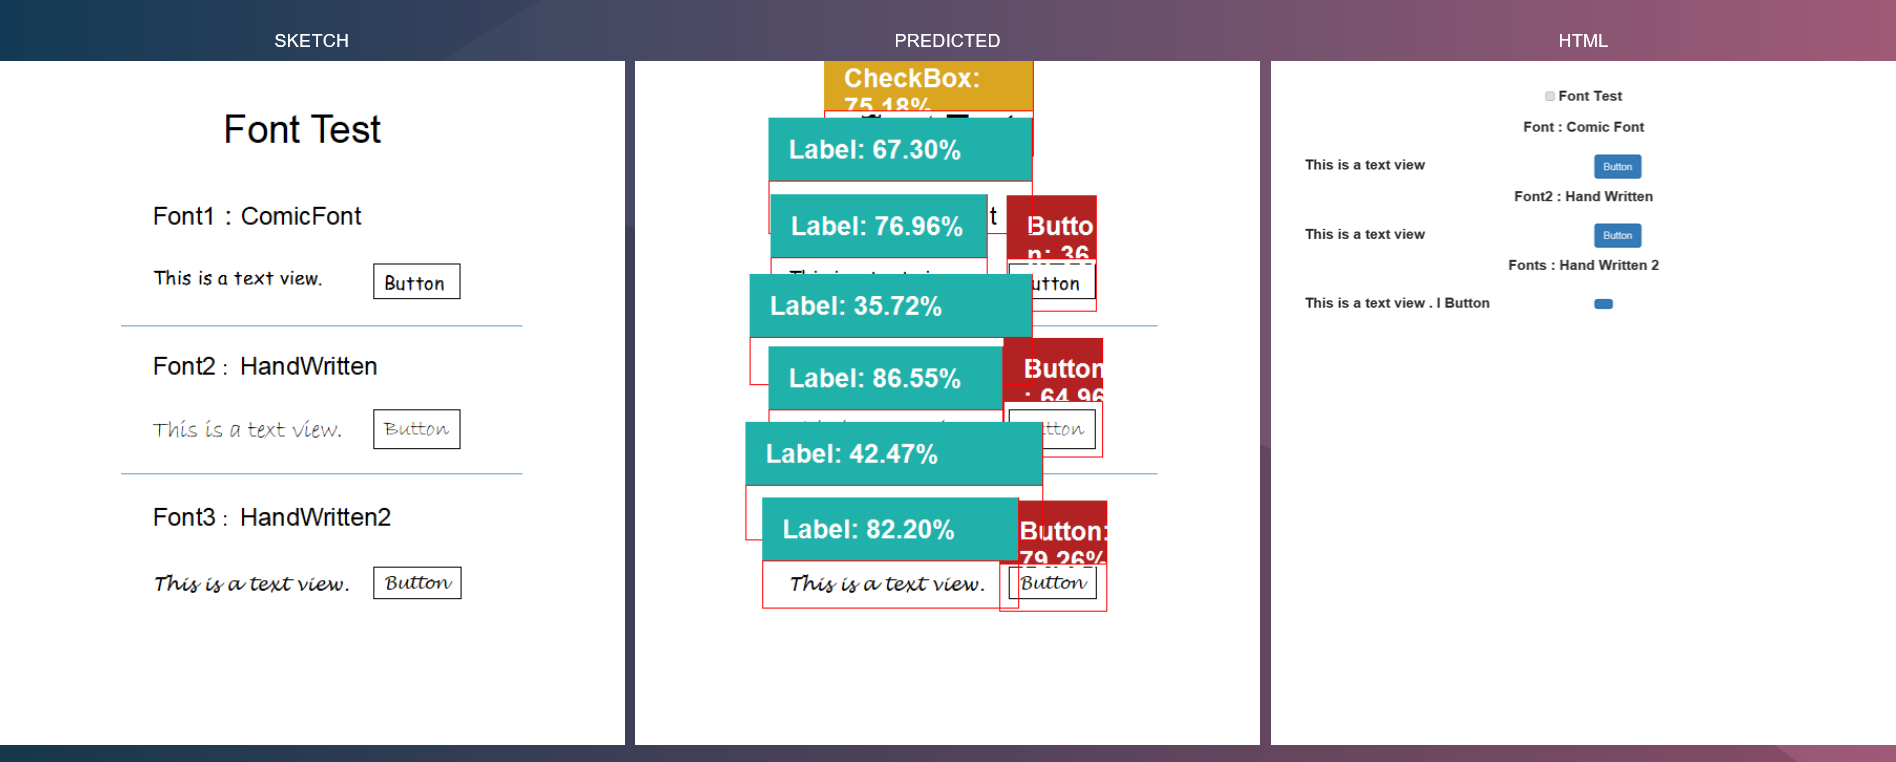 SKETCH
Font Test
Font1 : ComicFont
This is a text view.
Button
Font2 : HandWritten
This is a text view.
Button
Font3 : HandWritten2
This is a text view.
Button
PREDICTED
CheckBox:
75.18%
Label: 67.30%
Label: 76.96%
t
Butto
n: 36
utton
Label: 35.72%
Label: 86.55%
Button
: 64.96
tton
Label: 42.47%
Label: 82.20%
Button:
79.26%
This is a text view.
Button
HTML
Font Test
Font : Comic Font
This is a text view
Button
Font2 : Hand Written
This is a text view
Button
Fonts : Hand Written 2
This is a text view . I Button